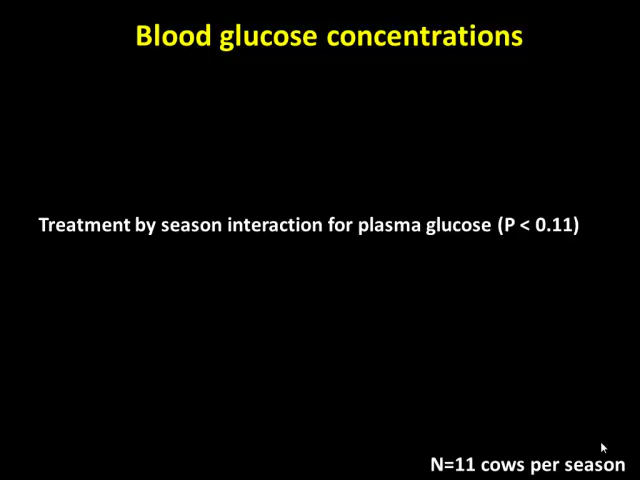 Blood glucose concentrations
Treatment by season interaction for plasma glucose (P < 0.11)
N=11 cows per season